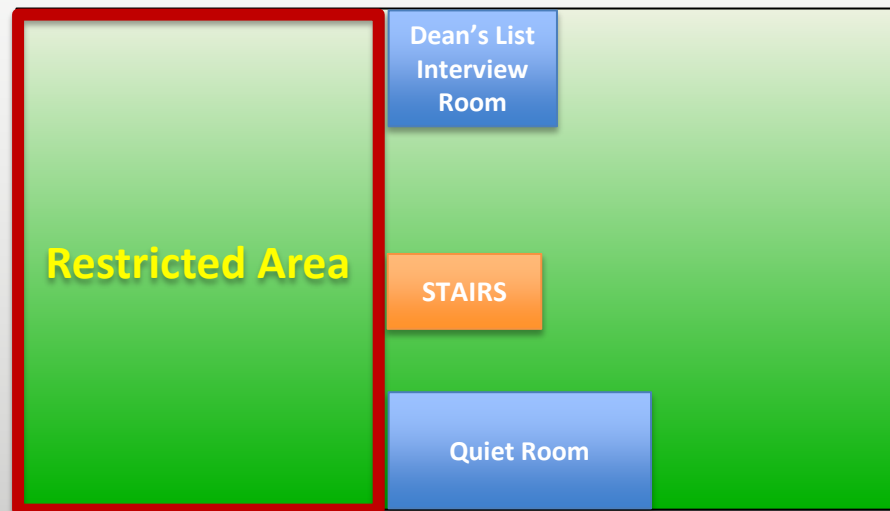 Dean's List
Interview
Room
Restricted Area
STAIRS
Quiet Room